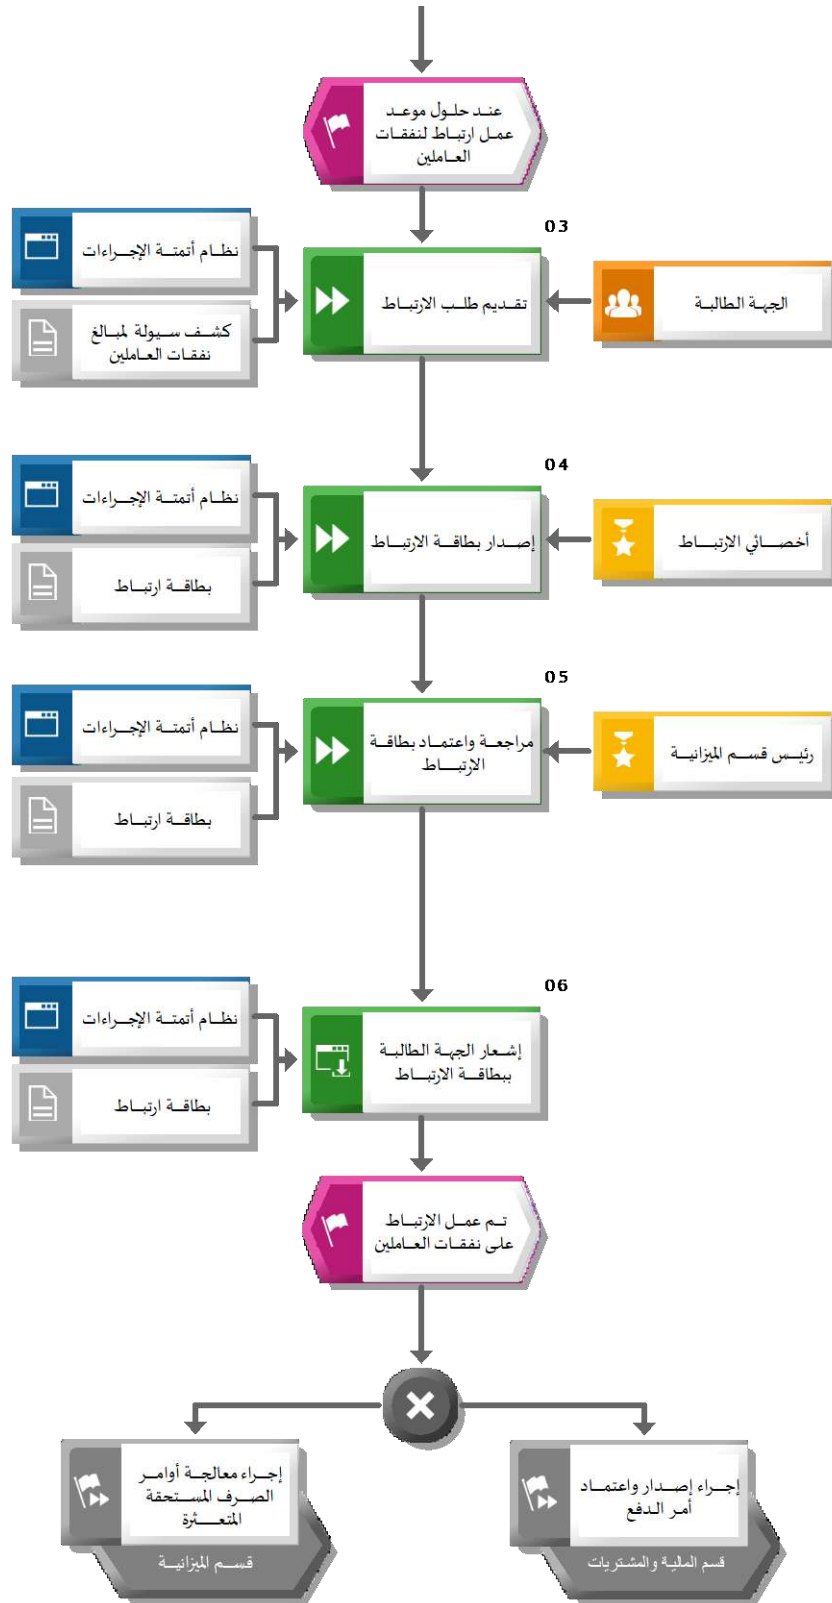 عند حلول موعد
عمل ارتباط لنفقات
العاملين
03
نظام أتمتة الإجراءات
كشف سيولة لمبالغ
نفقات العاملين
تقديم طلب الارتباط
الجهة الطالبة
04
نظام أتمتة الإجراءات
بطاقة ارتباط
إصدار بطاقة الارتباط
أخصائي الارتباط
05
نظام أتمتة الإجراءات
بطاقة ارتباط
مراجعة واعتماد بطاقة
الارتباط
رئيس قسم الميزانية
06
نظام أتمتة الإجراءات
بطاقة ارتباط
إشعار الجهة الطالبة
ببطاقة الارتباط
تم عمل الارتباط
على نفقات العاملين
إجراء إصدار واعتماد
أمر الدفع
قسم المالية والمشتريات
إجراء معالجة أوامر
الصرف المستحقة
المتعثرة
قسم الميزانية